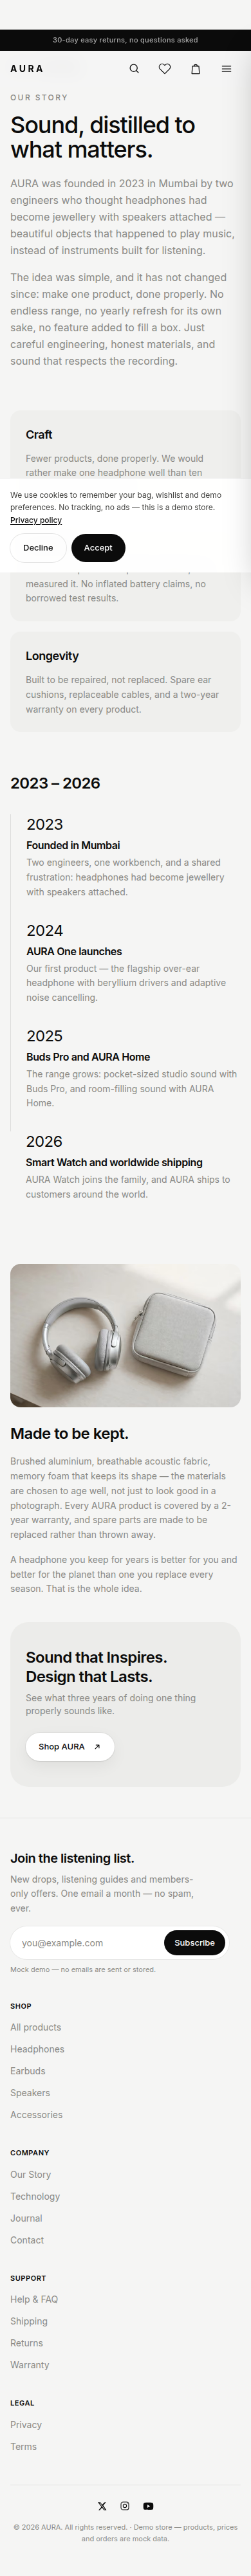 30-day easy returns, no questions asked
AURA
OUR STORY
Sound, distilled to
what matters.
AURA was founded in 2023 in Mumbai by two
engineers who thought headphones had
become jewellery with speakers attached —
beautiful objects that happened to play music,
instead of instruments built for listening.
The idea was simple, and it has not changed
since: make one product, done properly. No
endless range, no yearly refresh for its own
sake, no feature added to fill a box. Just
careful engineering, honest materials, and
sound that respects the recording.
Craft
Fewer products, done properly. We would
rather make one headphone well than ten
We use cookies to remember your bag, wishlist and theme
preferences. No tracking, no ads — this is a demo store.
Privacy policy
Decline
Accept
measured it. No inflated battery claims, no
borrowed test results.
Longevity
Built to be repaired, not replaced. Spare ear
cushions, replaceable cables, and a two-year
warranty on every product.
2023 – 2026
2023
Founded in Mumbai
Two engineers, one workbench, and a shared
frustration: headphones had become jewellery
with speakers attached.
2024
AURA One launches
Our first product — the flagship over-ear
headphone with beryllium drivers and adaptive
noise cancelling.
2025
Buds Pro and AURA Home
The range grows: pocket-sized studio sound with
Buds Pro, and room-filling sound with AURA
Home.
2026
Smart Watch and worldwide shipping
AURA Watch joins the family, and AURA ships to
customers around the world.
Made to be kept.
Brushed aluminium, breathable acoustic fabric,
memory foam that keeps its shape — the materials
are chosen to age well, not just to look good in a
photograph. Every AURA product is covered by a 2-
year warranty, and spare parts are made to be
replaced rather than thrown away.
A headphone you keep for years is better for you and
better for the planet than one you replace every
season. That is the whole idea.
Sound that Inspires.
Design that Lasts.
See what three years of doing one thing
properly sounds like.
Shop AURA
Join the listening list.
New drops, listening guides and members-
only offers. One email a month — no spam,
ever.
you@example.com
Subscribe
Mock demo — no emails are sent or stored.
SHOP
All products
Headphones
Earbuds
Speakers
Accessories
COMPANY
Our Story
Technology
Journal
Contact
SUPPORT
Help & FAQ
Shipping
Returns
Warranty
LEGAL
Privacy
Terms
© 2026 AURA. All rights reserved. · Demo store — products, prices
and orders are mock data.